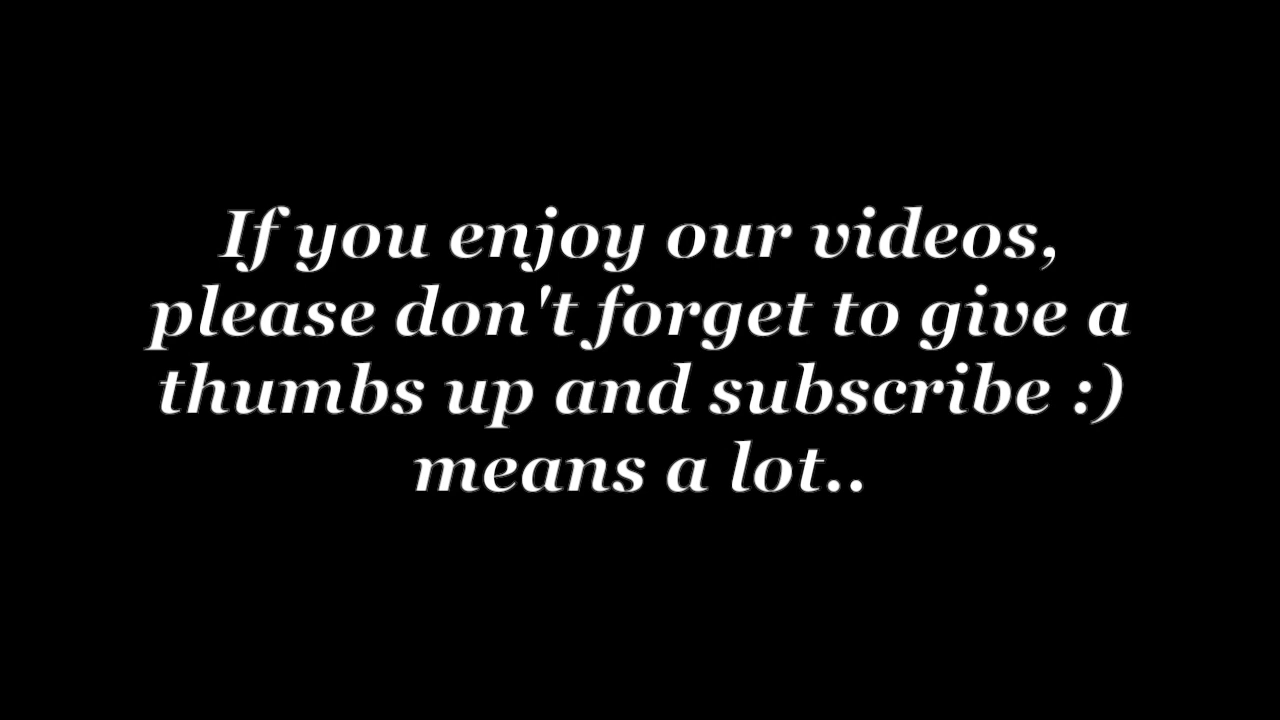 If you enjoy our videos,
please don't forget to give a
thumbs up and subscribe :)
means a lot..